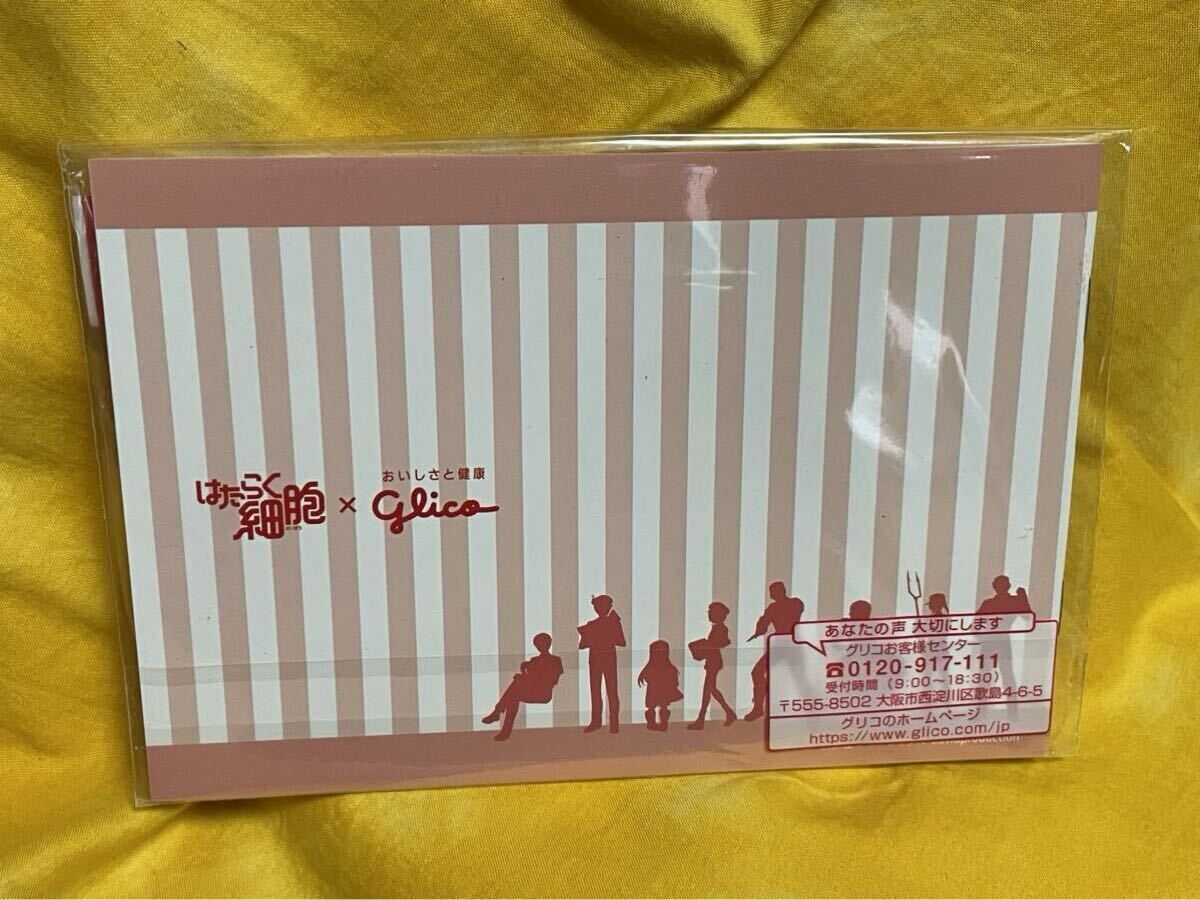 はたらく
細胞
×
おいしさと健康
glico
あなたの声 大切にします
グリコお客様センター
☎0120-917-111
受付時間 (9:00〜18:30)
〒555-8502 大阪市西淀川区歌島4-6-5
グリコのホームページ
https://www.glico.com/jp